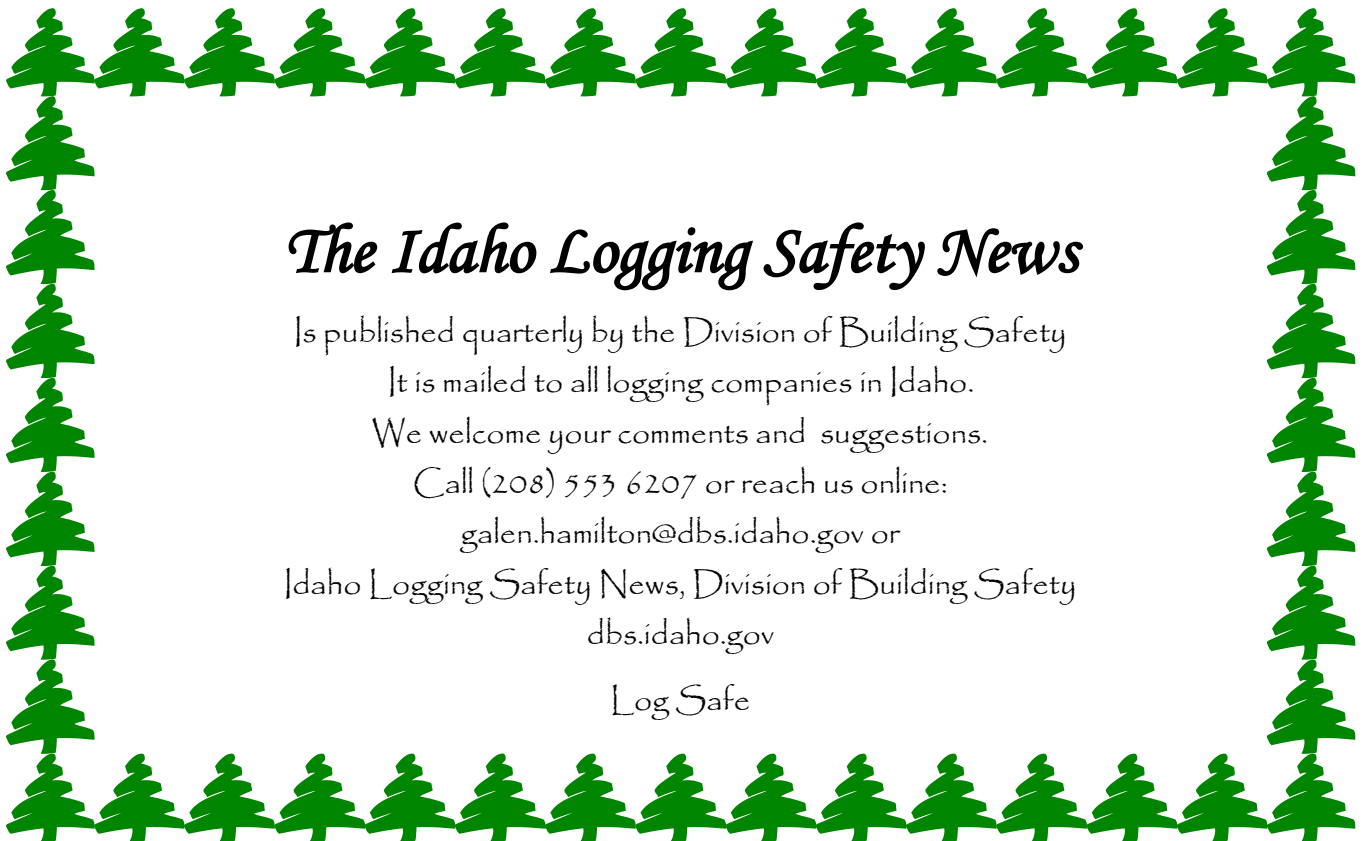 The Idaho Logging Safety News
Is published quarterly by the Division of Building Safety
It is mailed to all logging companies in Idaho.
We welcome your comments and  suggestions.
Call (208) 553 6207 or reach us online:
galen.hamilton@dbs.idaho.gov or
Idaho Logging Safety News, Division of Building Safety
dbs.idaho.gov
Log Safe